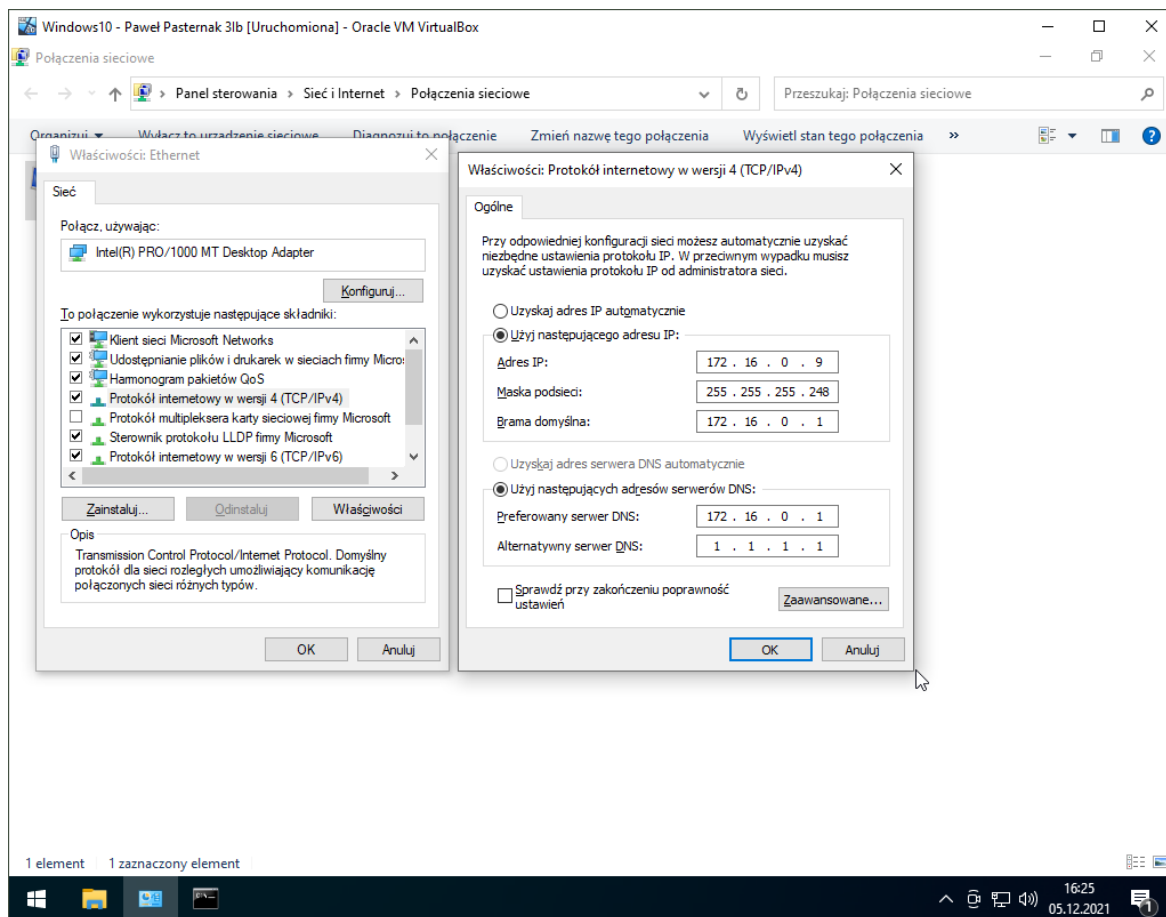 Windows10 - Paweł Pasternak 3lb [Uruchomiona] - Oracle VM VirtualBox
Połączenia sieciowe
Panel sterowania › Sieć i Internet › Połączenia sieciowe
Przeszukaj: Połączenia sieciowe
Organizuj Wyłącz to urządzenie sieciowe Diagnozuj to połączenie Zmień nazwę tego połączenia Wyświetl stan tego połączenia »
Właściwości: Ethernet
Sieć
Połącz, używając:
Intel(R) PRO/1000 MT Desktop Adapter
Konfiguruj...
To połączenie wykorzystuje następujące składniki:
Klient sieci Microsoft Networks
Udostępnianie plików i drukarek w sieciach firmy Micro
Harmonogram pakietów QoS
Protokół internetowy w wersji 4 (TCP/IPv4)
Protokół multipleksera karty sieciowej firmy Microsoft
Sterownik protokołu LLDP firmy Microsoft
Protokół internetowy w wersji 6 (TCP/IPv6)
Zainstaluj... Odinstaluj Właściwości
Opis
Transmission Control Protocol/Internet Protocol. Domyślny
protokół dla sieci rozległych umożliwiający komunikację
połączonych sieci różnych typów.
OK Anuluj
Właściwości: Protokół internetowy w wersji 4 (TCP/IPv4)
Ogólne
Przy odpowiedniej konfiguracji sieci możesz automatycznie uzyskać
niezbędne ustawienia protokołu IP. W przeciwnym wypadku musisz
uzyskać ustawienia protokołu IP od administratora sieci.
Uzyskaj adres IP automatycznie
Użyj następującego adresu IP:
Adres IP: 172 . 16 . 0 . 9
Maska podsieci: 255 . 255 . 255 . 248
Brama domyślna: 172 . 16 . 0 . 1
Uzyskaj adres serwera DNS automatycznie
Użyj następujących adresów serwerów DNS:
Preferowany serwer DNS: 172 . 16 . 0 . 1
Alternatywny serwer DNS: 1 . 1 . 1 . 1
Sprawdź przy zakończeniu poprawność
ustawień
Zaawansowane...
OK Anuluj
1 element 1 zaznaczony element
16:25
05.12.2021
1